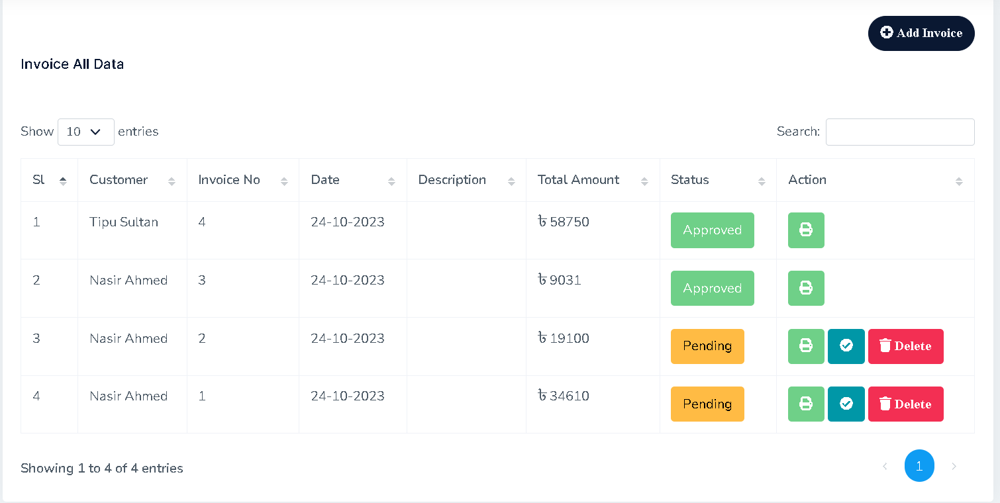 Add Invoice
Invoice All Data
Show 10 entries Search:
Sl Customer Invoice No Date Description Total Amount Status Action
1 Tipu Sultan 4 24-10-2023 ৳ 58750 Approved
2 Nasir Ahmed 3 24-10-2023 ৳ 9031 Approved
3 Nasir Ahmed 2 24-10-2023 ৳ 19100 Pending Delete
4 Nasir Ahmed 1 24-10-2023 ৳ 34610 Pending Delete
Showing 1 to 4 of 4 entries ‹ 1 ›